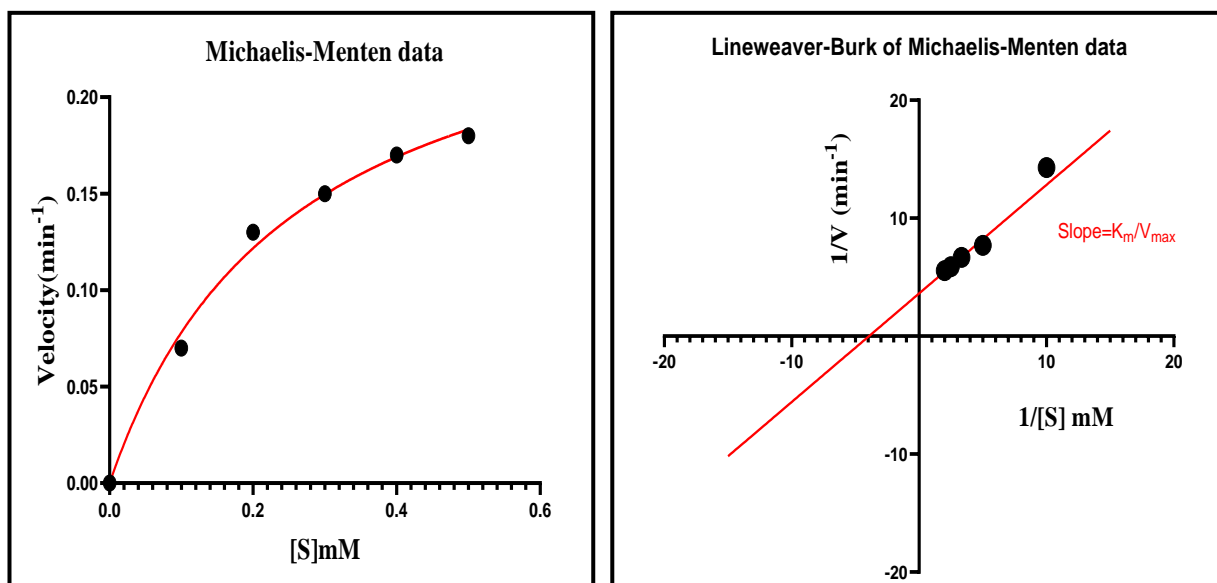 Michaelis-Menten data
0.20
0.15
0.10
0.05
0.00
Velocity(min⁻¹)
0.0 0.2 0.4 0.6
[S]mM
Lineweaver-Burk of Michaelis-Menten data
20
10
-10
-20
1/V (min⁻¹)
Slope=Kₘ/Vₘₐₓ
-20 -10 10 20
1/[S] mM